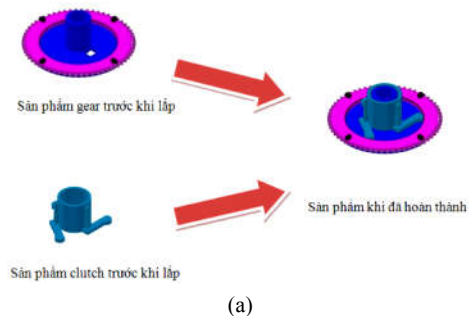 Sản phẩm gear trước khi lắp
Sản phẩm khi đã hoàn thành
Sản phẩm clutch trước khi lắp
(a)